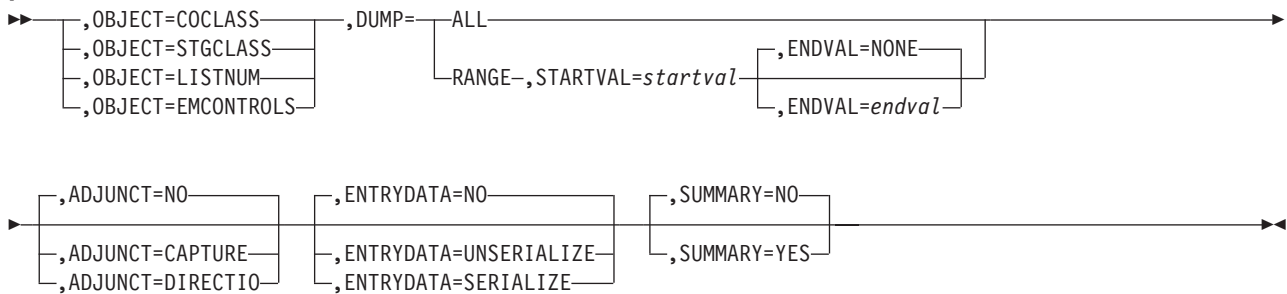 ,OBJECT=COCLASS ,DUMP= ALL
,OBJECT=STGCLASS ,ENDVAL=NONE
,OBJECT=LISTNUM RANGE ,STARTVAL=startval
,OBJECT=EMCONTROLS ,ENDVAL=endval
,ADJUNCT=NO ,ENTRYDATA=NO ,SUMMARY=NO
,ADJUNCT=CAPTURE ,ENTRYDATA=UNSERIALIZE ,SUMMARY=YES
,ADJUNCT=DIRECTIO ,ENTRYDATA=SERIALIZE